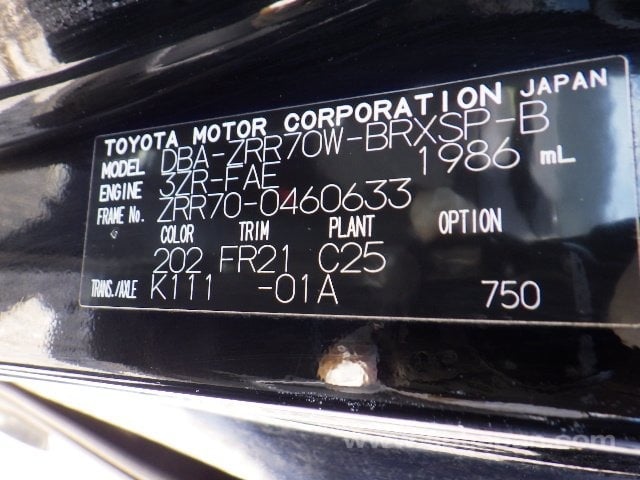 TOYOTA MOTOR CORPORATION JAPAN
MODEL DBA-ZRR70W-BRXSP-B
ENGINE 3ZR-FAE 1986 mL
FRAME No. ZRR70-0460633
COLOR TRIM PLANT OPTION
202 FR21 C25
TRANS./AXLE K111 -01A 750